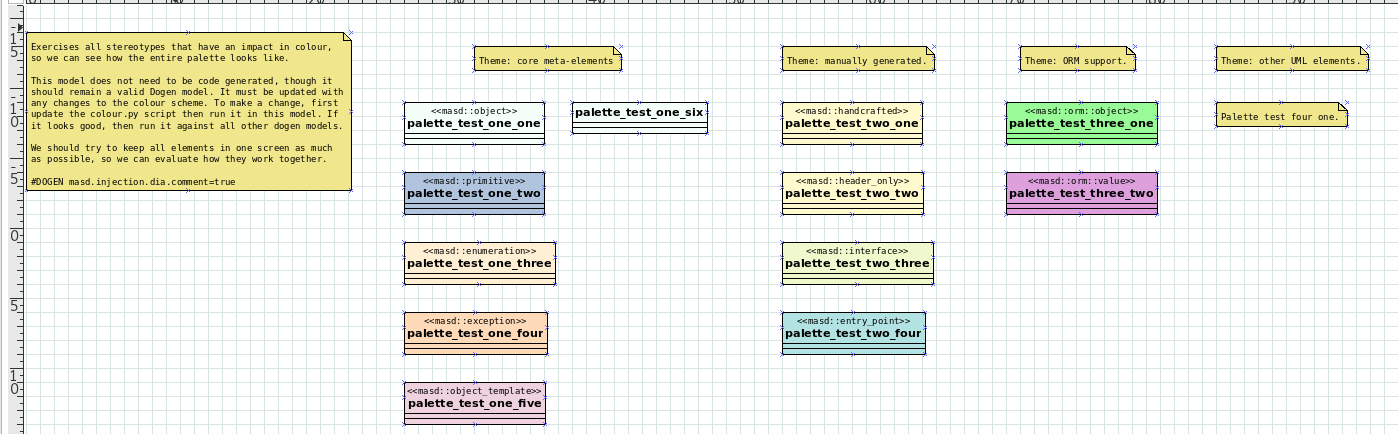 Exercises all stereotypes that have an impact in colour,
so we can see how the entire palette looks like.
This model does not need to be code generated, though it
should remain a valid Dogen model. It must be updated with
any changes to the colour scheme. To make a change, first
update the colour.py script then run it in this model. If
it looks good, then run it against all other dogen models.
We should try to keep all elements in one screen as much
as possible, so we can evaluate how they work together.
#DOGEN masd.injection.dia.comment=true
Theme: core meta-elements
<<masd::object>>
palette_test_one_one
palette_test_one_six
<<masd::primitive>>
palette_test_one_two
<<masd::enumeration>>
palette_test_one_three
<<masd::exception>>
palette_test_one_four
<<masd::object_template>>
palette_test_one_five
Theme: manually generated.
<<masd::handcrafted>>
palette_test_two_one
<<masd::header_only>>
palette_test_two_two
<<masd::interface>>
palette_test_two_three
<<masd::entry_point>>
palette_test_two_four
Theme: ORM support.
<<masd::orm::object>>
palette_test_three_one
<<masd::orm::value>>
palette_test_three_two
Theme: other UML elements.
Palette test four one.